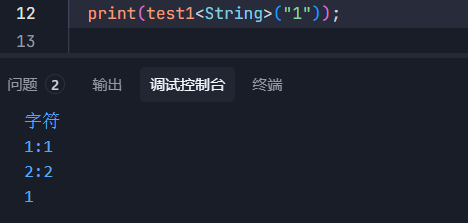 12 print(test1<String>("1"));
13
问题 2 输出 调试控制台 终端
字符
1:1
2:2
1